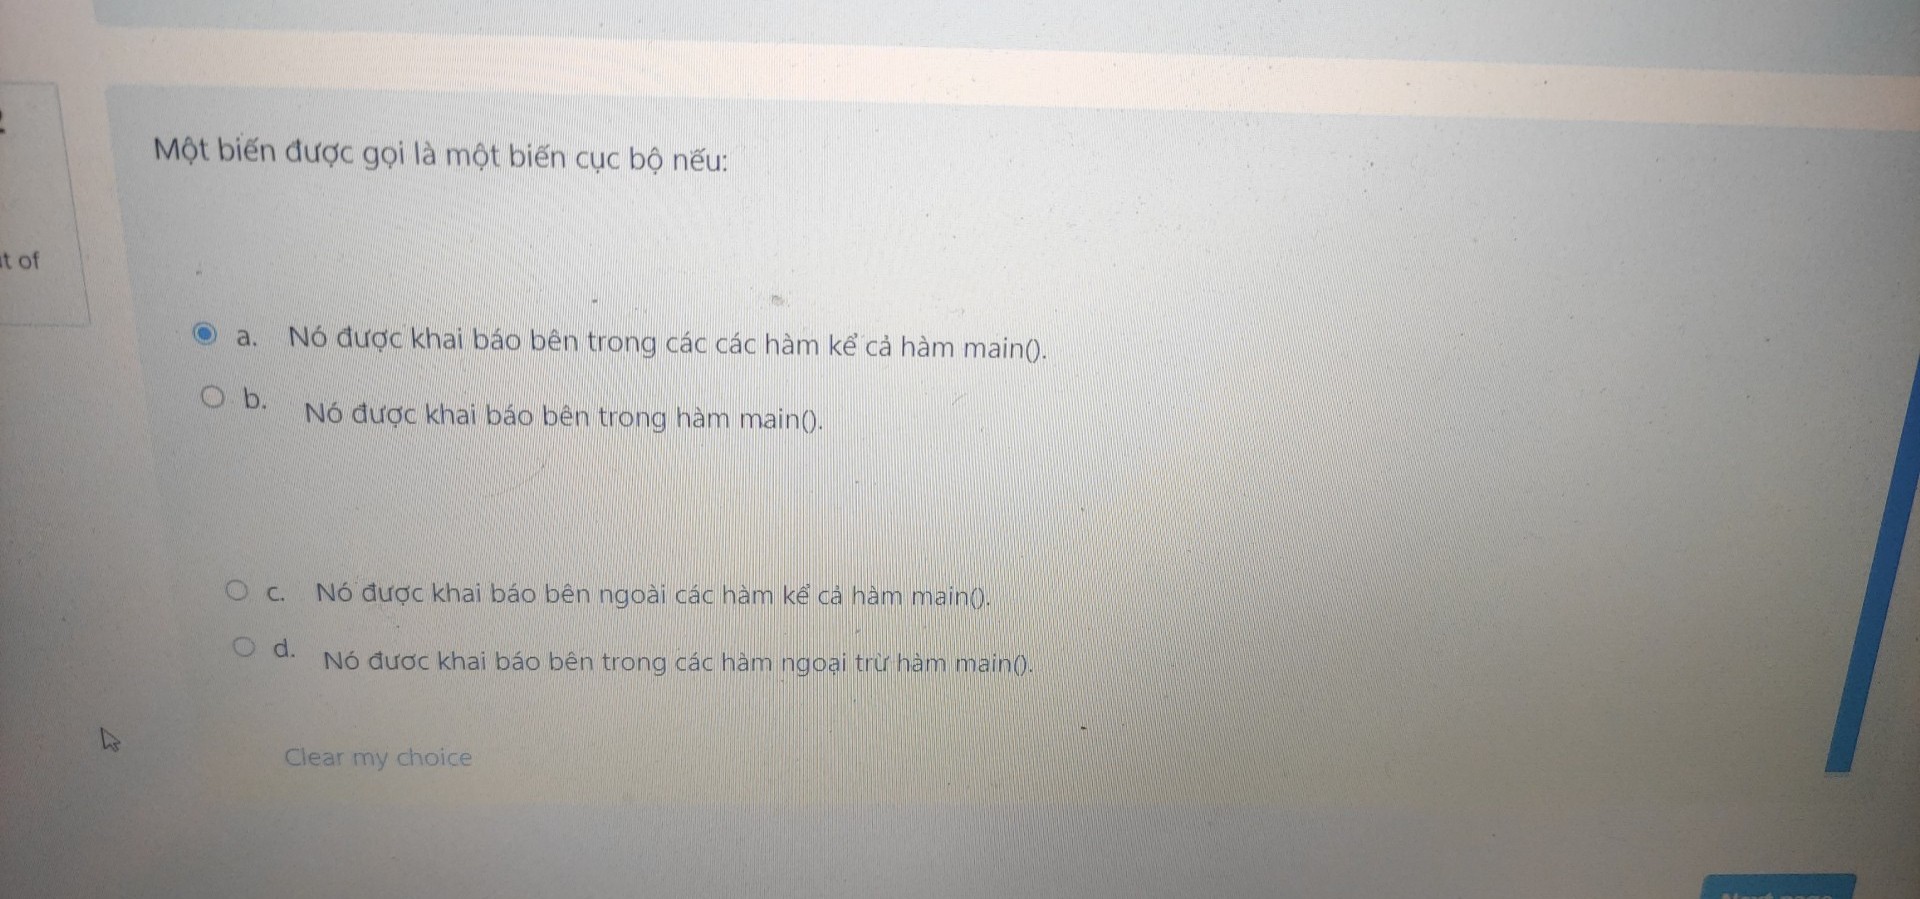 Một biến được gọi là một biến cục bộ nếu:
t of
a. Nó được khai báo bên trong các các hàm kể cả hàm main().
b. Nó được khai báo bên trong hàm main().
c. Nó được khai báo bên ngoài các hàm kể cả hàm main().
d. Nó đươc khai báo bên trong các hàm ngoại trừ hàm main().
Clear my choice